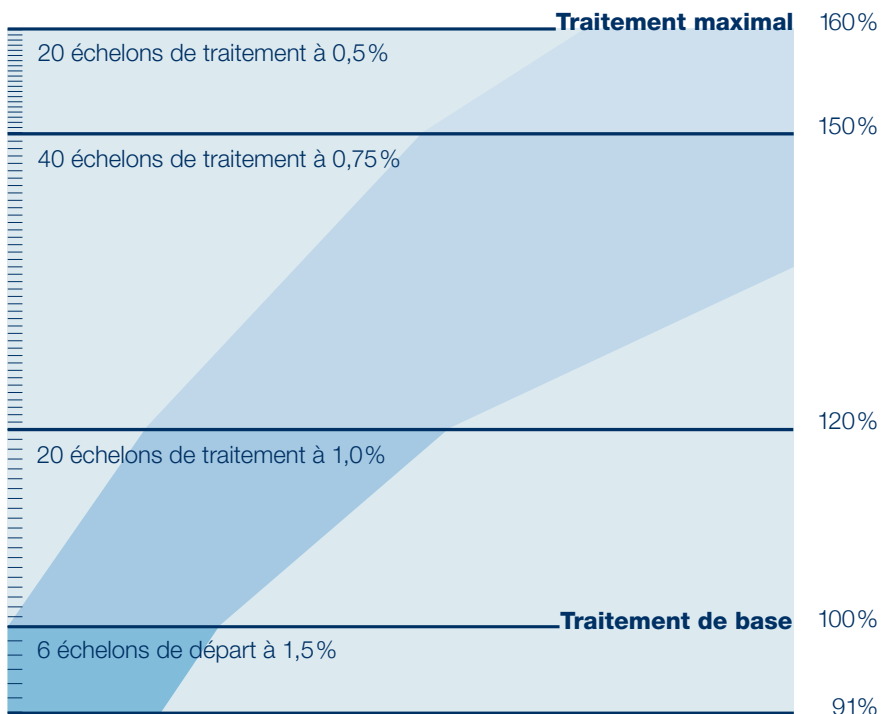 Traitement maximal 160%
20 échelons de traitement à 0,5%
150%
40 échelons de traitement à 0,75%
120%
20 échelons de traitement à 1,0%
Traitement de base 100%
6 échelons de départ à 1,5%
91%